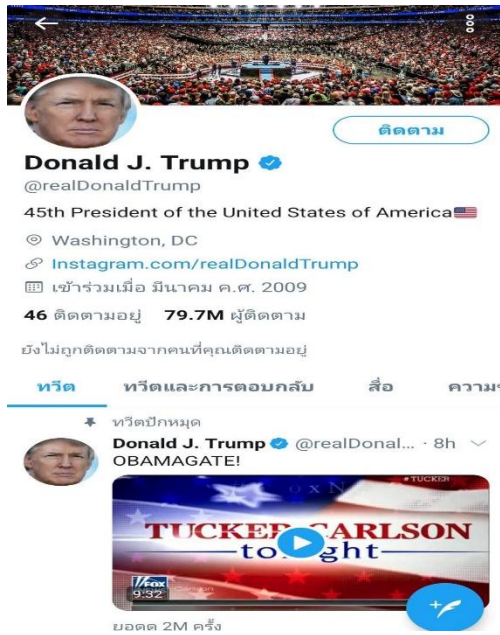 ติดตาม
Donald J. Trump
@realDonaldTrump
45th President of the United States of America🇺🇸
Washington, DC
Instagram.com/realDonaldTrump
เข้าร่วมเมื่อ มีนาคม ค.ศ. 2009
46 ติดตามอยู่ 79.7M ผู้ติดตาม
ยังไม่ถูกติดตามจากคนที่คุณติดตามอยู่
ทวีต ทวีตและการตอบกลับ สื่อ
ทวีตปักหมุด
Donald J. Trump @realDonal... · 8h
OBAMAGATE!
#TUCKER
TUCKER CARLSON
FOX
9:32
ยอดดู 2M ครั้ง